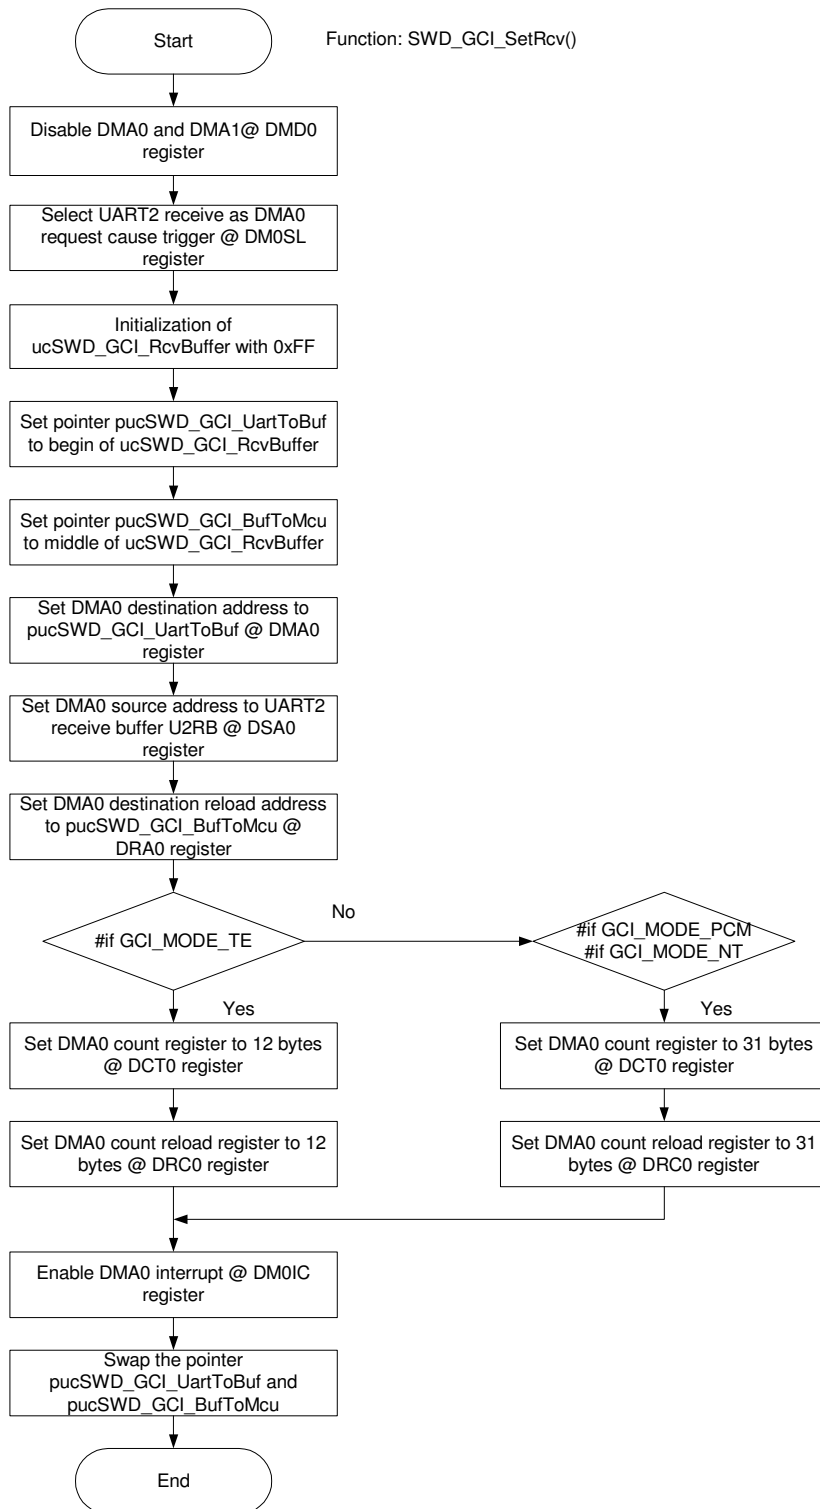 Start
Function: SWD_GCI_SetRcv()
Disable DMA0 and DMA1@ DMD0
register
Select UART2 receive as DMA0
request cause trigger @ DM0SL
register
Initialization of
ucSWD_GCI_RcvBuffer with 0xFF
Set pointer pucSWD_GCI_UartToBuf
to begin of ucSWD_GCI_RcvBuffer
Set pointer pucSWD_GCI_BufToMcu
to middle of ucSWD_GCI_RcvBuffer
Set DMA0 destination address to
pucSWD_GCI_UartToBuf @ DMA0
register
Set DMA0 source address to UART2
receive buffer U2RB @ DSA0
register
Set DMA0 destination reload address
to pucSWD_GCI_BufToMcu @
DRA0 register
#if GCI_MODE_TE
No
#if GCI_MODE_PCM
#if GCI_MODE_NT
Yes
Yes
Set DMA0 count register to 12 bytes
@ DCT0 register
Set DMA0 count register to 31 bytes
@ DCT0 register
Set DMA0 count reload register to 12
bytes @ DRC0 register
Set DMA0 count reload register to 31
bytes @ DRC0 register
Enable DMA0 interrupt @ DM0IC
register
Swap the pointer
pucSWD_GCI_UartToBuf and
pucSWD_GCI_BufToMcu
End